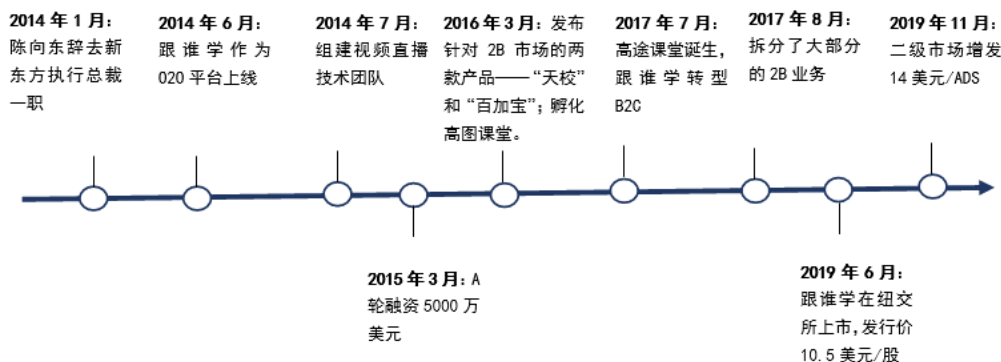 2014 年 1 月：
陈向东辞去新
东方执行总裁
一职
2014 年 6 月：
跟谁学作为
O2O 平台上线
2014 年 7 月：
组建视频直播
技术团队
2015 年 3 月：A
轮融资 5000 万
美元
2016 年 3 月：发布
针对 2B 市场的两
款产品——“天校”
和“百加宝”；孵化
高图课堂。
2017 年 7 月：
高途课堂诞生，
跟谁学转型
B2C
2017 年 8 月：
拆分了大部分
的 2B 业务
2019 年 6 月：
跟谁学在纽交
所上市，发行价
10.5 美元/股
2019 年 11 月：
二级市场增发
14 美元/ADS